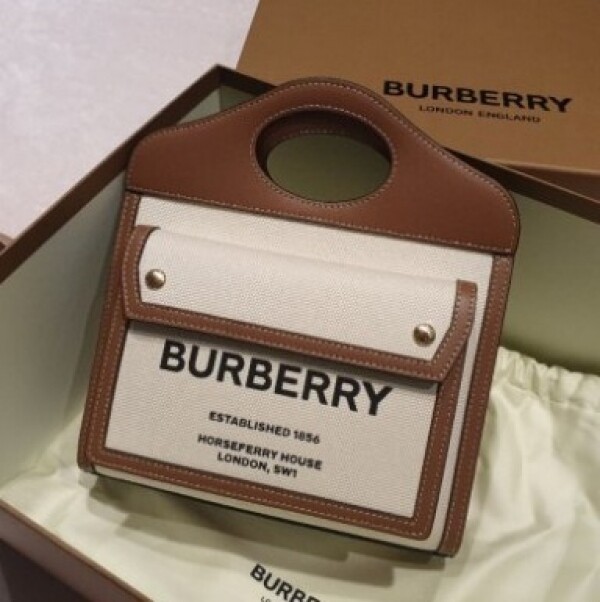 BURBERRY
LONDON ENGLAND
BURBERRY
ESTABLISHED 1856
HORSEFERRY HOUSE
LONDON, SW1
BURBERRY